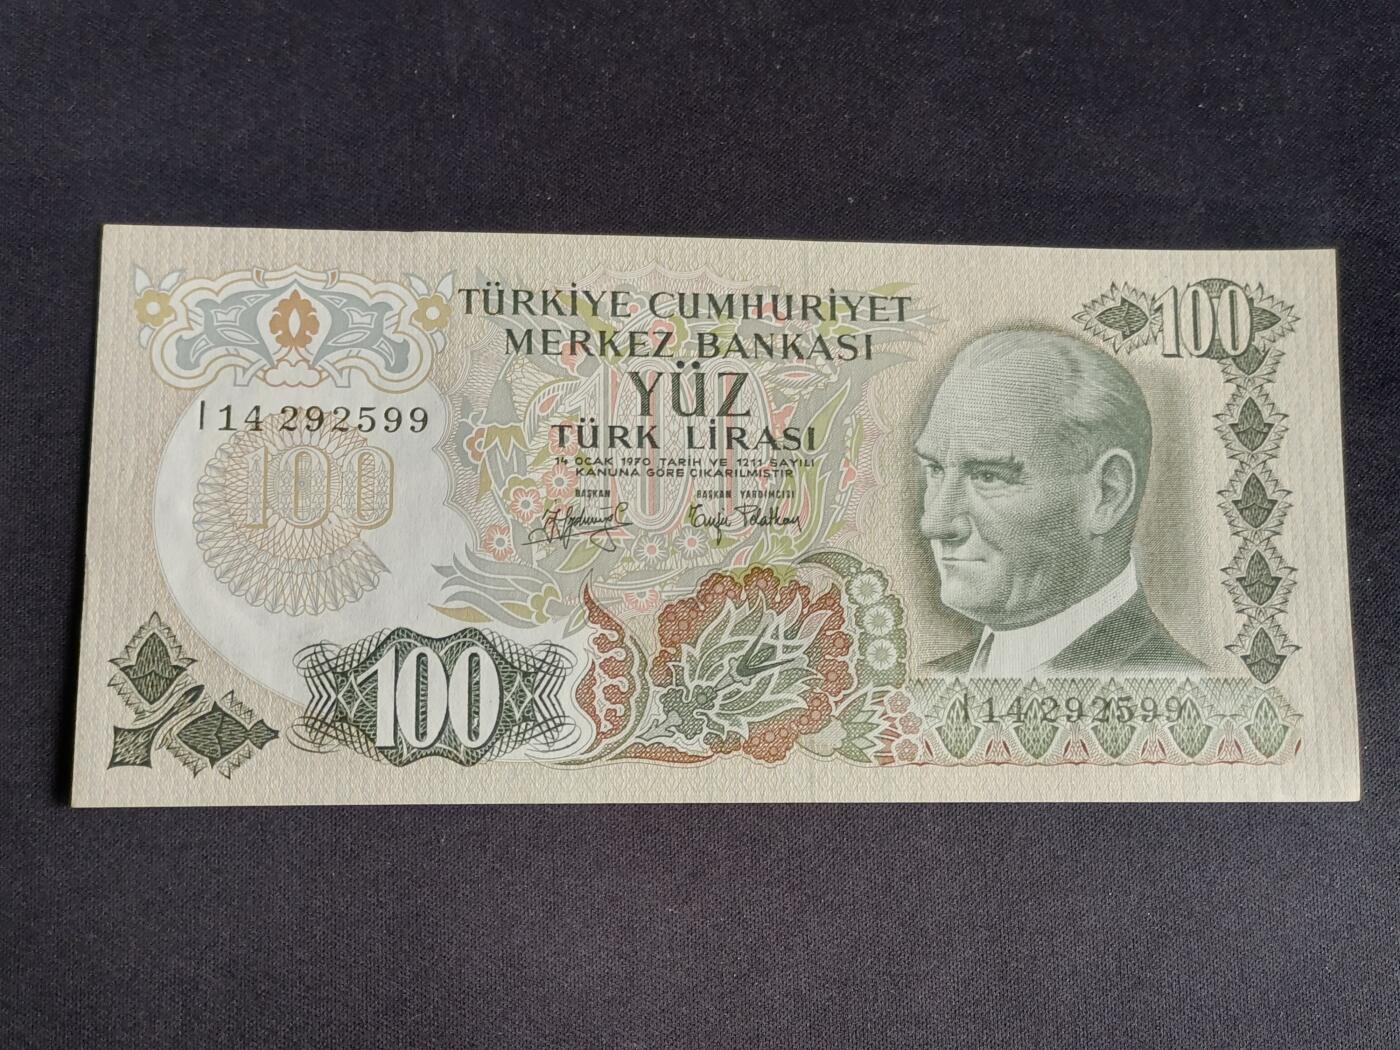 TÜRKİYE CUMHURİYET
100
MERKEZ BANKASI
YÜZ
I14 292599
TÜRK LİRASI
100
14 OCAK 1970 TARİH VE 1211 SAYILI
KANUNA GÖRE ÇIKARILMIŞTIR
100
BAŞKAN
BAŞKAN YARDIMCISI
100
I14 292599